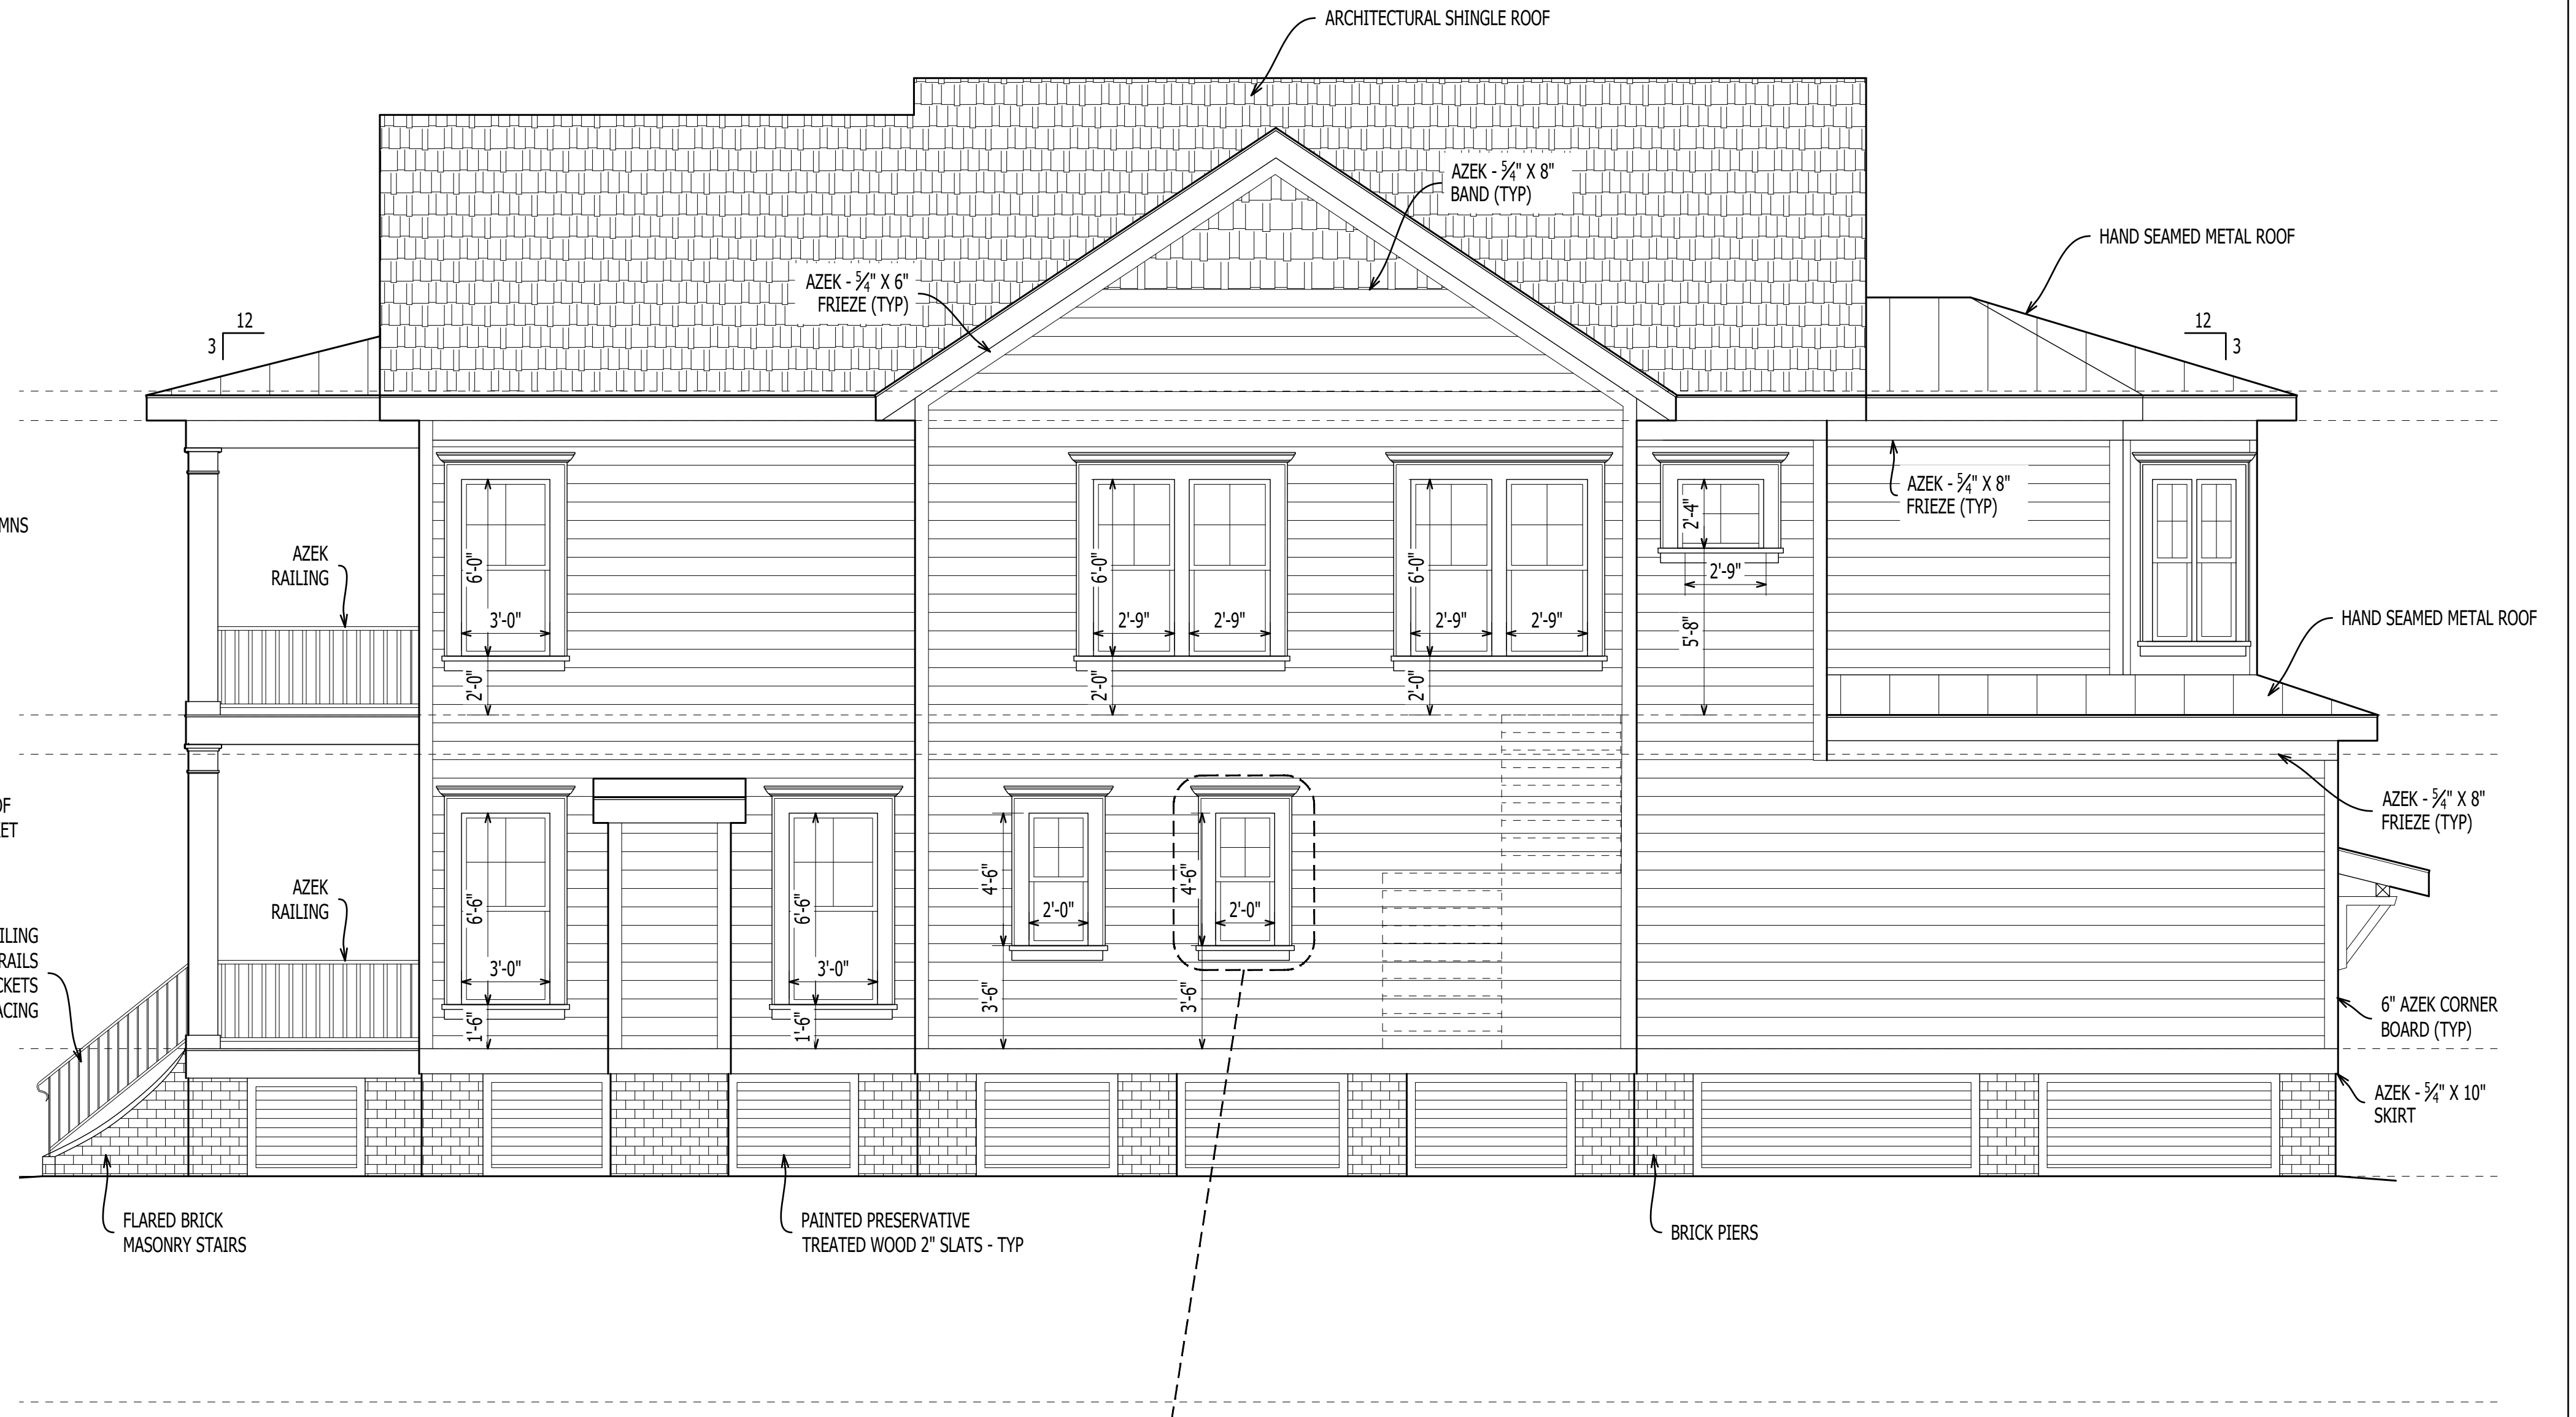 ARCHITECTURAL SHINGLE ROOF
AZEK - 5/4" X 8"
BAND (TYP)
HAND SEAMED METAL ROOF
AZEK - 5/4" X 6"
FRIEZE (TYP)
12
3
12
3
AZEK - 5/4" X 8"
FRIEZE (TYP)
MNS
AZEK
RAILING
6'-0"
3'-0"
2'-0"
6'-0"
2'-9"
2'-9"
2'-0"
6'-0"
2'-9"
2'-9"
2'-0"
2'-4"
2'-9"
5'-8"
HAND SEAMED METAL ROOF
OF
ET
AZEK
RAILING
6'-6"
3'-0"
1'-6"
6'-6"
3'-0"
1'-6"
4'-6"
2'-0"
3'-6"
4'-6"
2'-0"
3'-6"
AZEK - 5/4" X 8"
FRIEZE (TYP)
ILING
RAILS
CKETS
ACING
6" AZEK CORNER
BOARD (TYP)
AZEK - 5/4" X 10"
SKIRT
FLARED BRICK
MASONRY STAIRS
PAINTED PRESERVATIVE
TREATED WOOD 2" SLATS - TYP
BRICK PIERS